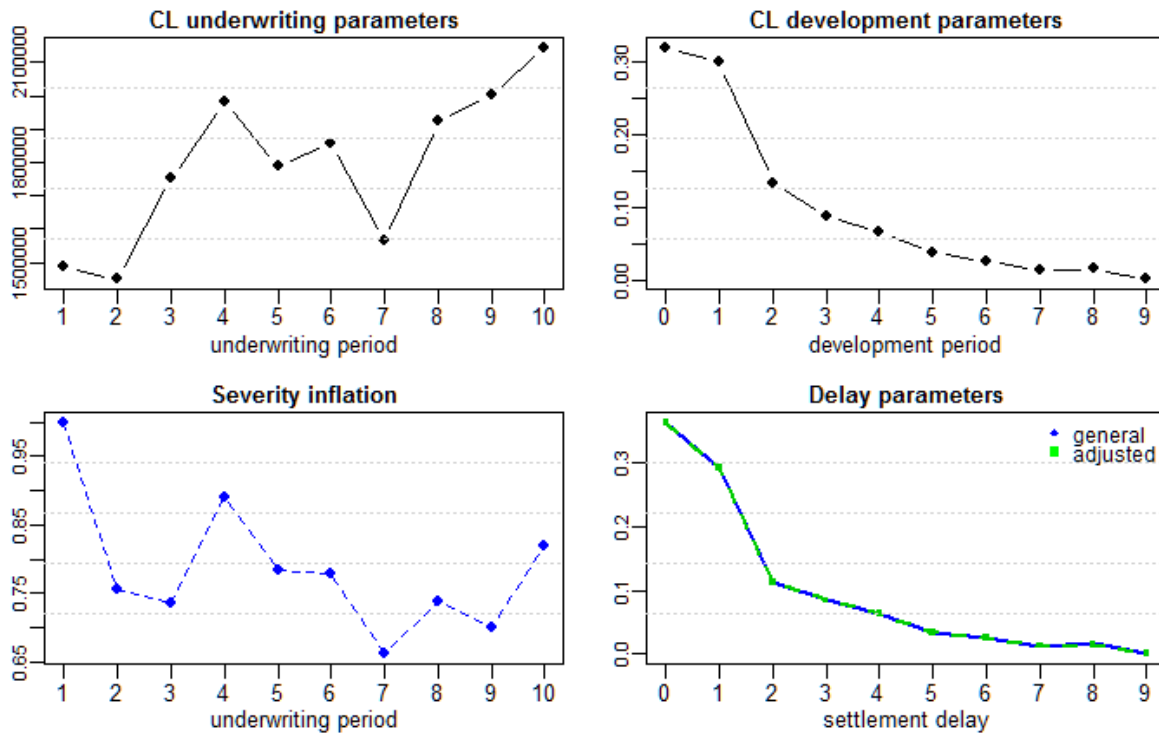 CL underwriting parameters
2100000
1800000
1500000
1 2 3 4 5 6 7 8 9 10
underwriting period
CL development parameters
0.30
0.20
0.10
0.00
0 1 2 3 4 5 6 7 8 9
development period
Severity inflation
0.95
0.85
0.75
0.65
1 2 3 4 5 6 7 8 9 10
underwriting period
Delay parameters
general
adjusted
0.3
0.2
0.1
0.0
0 1 2 3 4 5 6 7 8 9
settlement delay